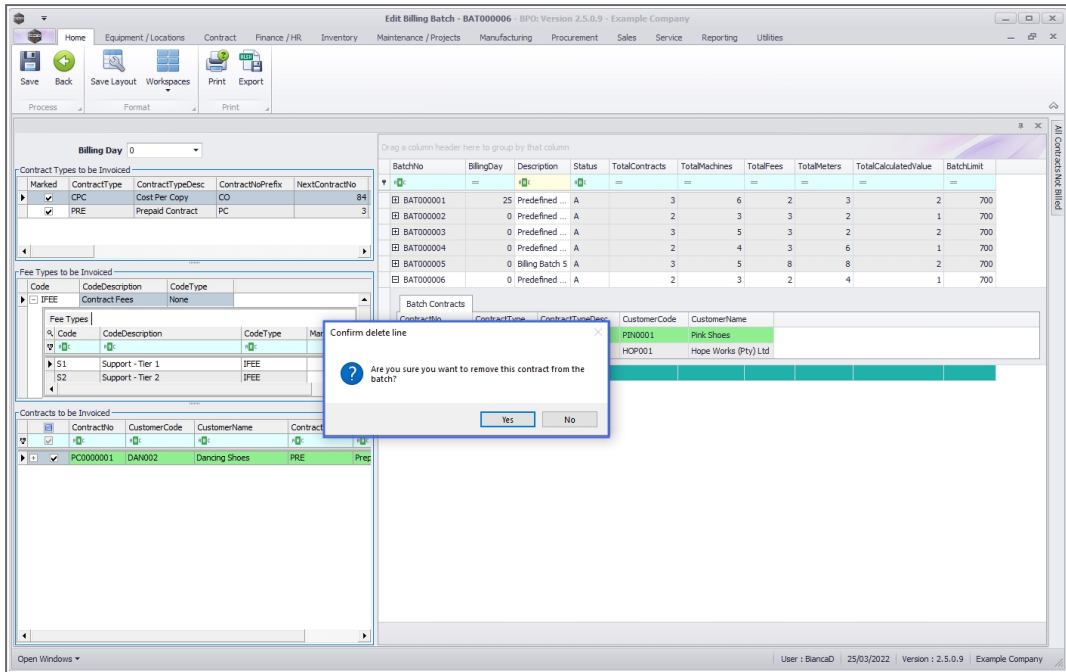 Edit Billing Batch - BAT000006 - BPO: Version 2.5.0.9 - Example Company
Home Equipment / Locations Contract Finance / HR Inventory Maintenance / Projects Manufacturing Procurement Sales Service Reporting Utilities
Save Back Save Layout Workspaces Print Export
Process Format Print
All Contracts Not Billed
Billing Day 0
Contract Types to be Invoiced
Marked ContractType ContractTypeDesc ContractNoPrefix NextContractNo
CPC Cost Per Copy CO 84
PRE Prepaid Contract PC 3
Fee Types to be Invoiced
Code CodeDescription CodeType
IFEE Contract Fees None
Fee Types
Code CodeDescription CodeType Mar
S1 Support - Tier 1 IFEE
S2 Support - Tier 2 IFEE
Contracts to be Invoiced
ContractNo CustomerCode CustomerName Contract
PC0000001 DAN002 Dancing Shoes PRE Prep
Drag a column header here to group by that column
BatchNo BillingDay Description Status TotalContracts TotalMachines TotalFees TotalMeters TotalCalculatedValue BatchLimit
= = = = = = =
BAT000001 25 Predefined ... A 3 6 2 3 2 700
BAT000002 0 Predefined ... A 2 3 3 2 1 700
BAT000003 0 Predefined ... A 3 5 3 2 2 700
BAT000004 0 Predefined ... A 2 4 3 6 1 700
BAT000005 0 Billing Batch 5 A 3 5 8 8 2 700
BAT000006 0 Predefined ... A 2 3 2 4 1 700
Batch Contracts
ContractNo ContractType ContractTypeDesc CustomerCode CustomerName
PIN0001 Pink Shoes
HOP001 Hope Works (Pty) Ltd
Confirm delete line
Are you sure you want to remove this contract from the
batch?
Yes No
Open Windows
User : BiancaD 25/03/2022 Version : 2.5.0.9 Example Company